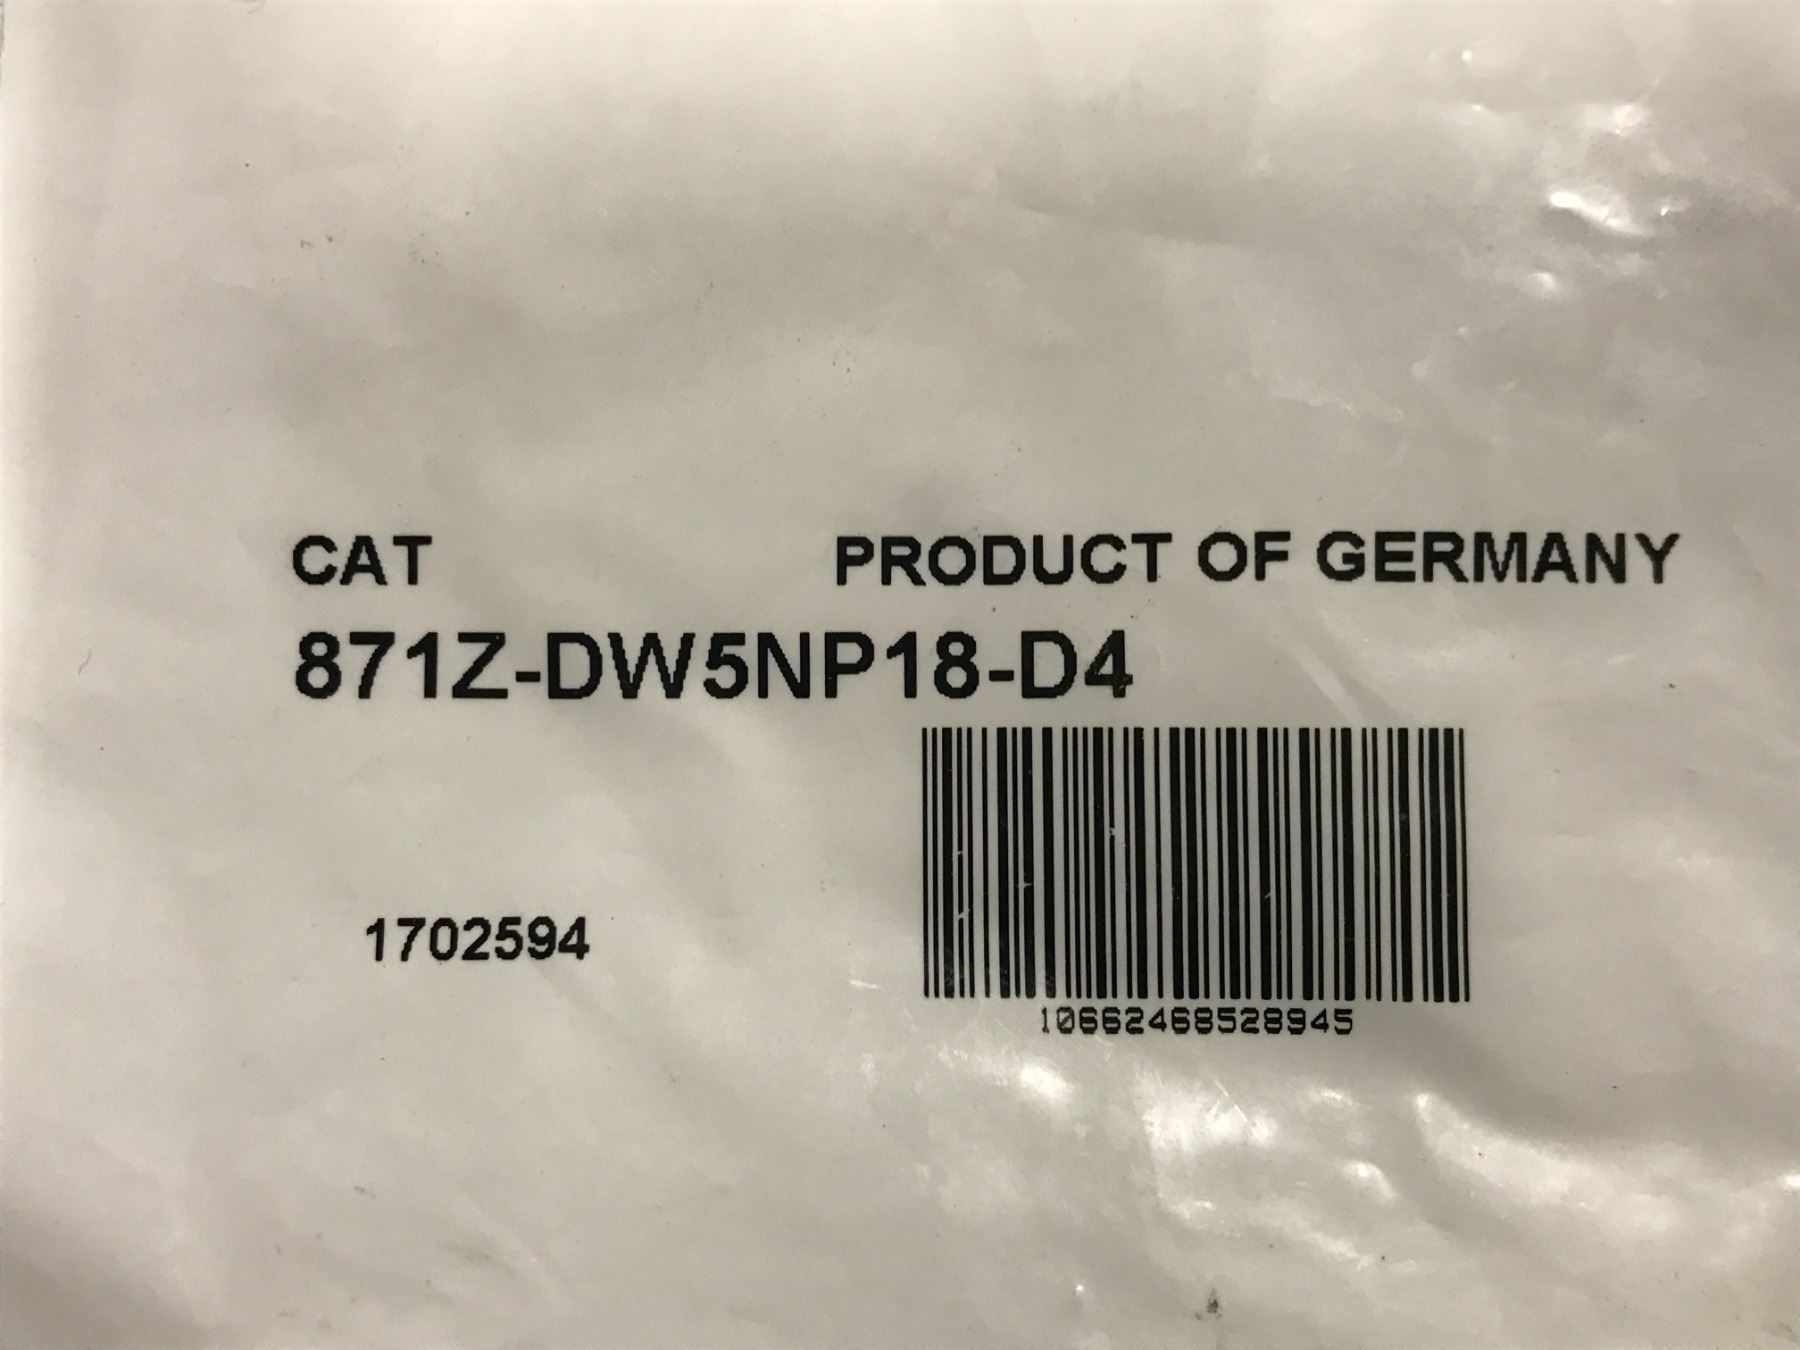 CAT PRODUCT OF GERMANY
871Z-DW5NP18-D4
1702594
10662468528945